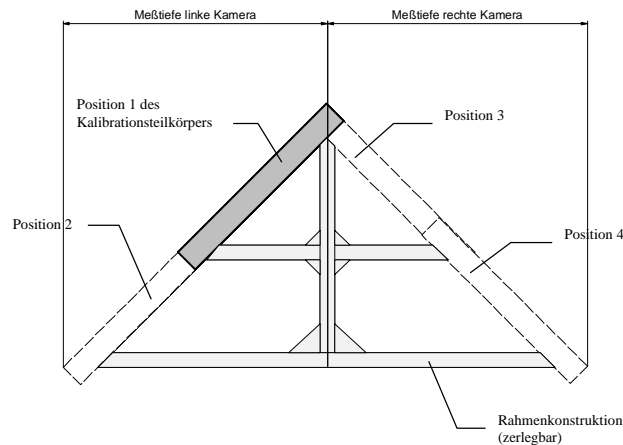 Meßtiefe linke Kamera
Meßtiefe rechte Kamera
Position 1 des
Kalibrationsteilkörpers
Position 3
Position 2
Position 4
Rahmenkonstruktion
(zerlegbar)